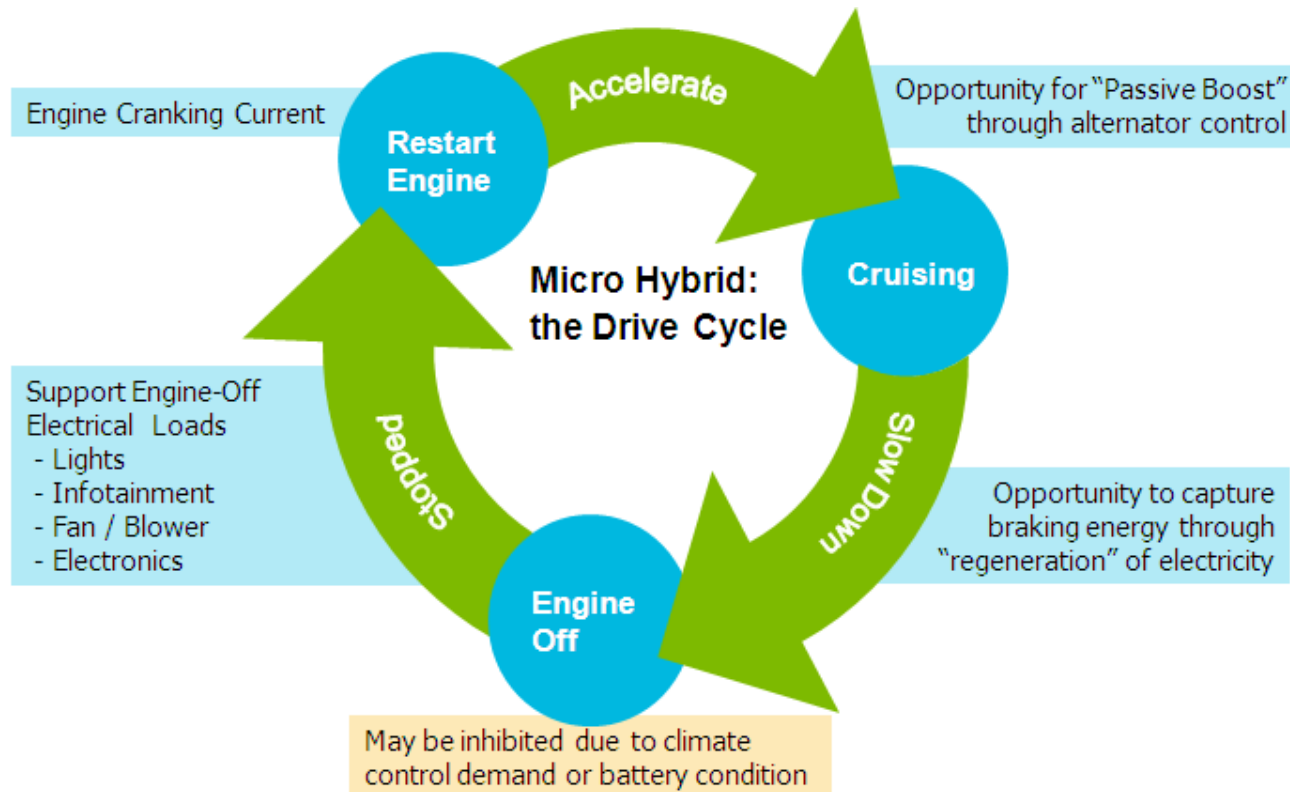 Accelerate
Engine Cranking Current
Restart
Engine
Opportunity for “Passive Boost”
through alternator control
Cruising
Micro Hybrid:
the Drive Cycle
Support Engine-Off
Electrical Loads
- Lights
- Infotainment
- Fan / Blower
- Electronics
Stopped
Slow Down
Opportunity to capture
braking energy through
“regeneration” of electricity
Engine
Off
May be inhibited due to climate
control demand or battery condition